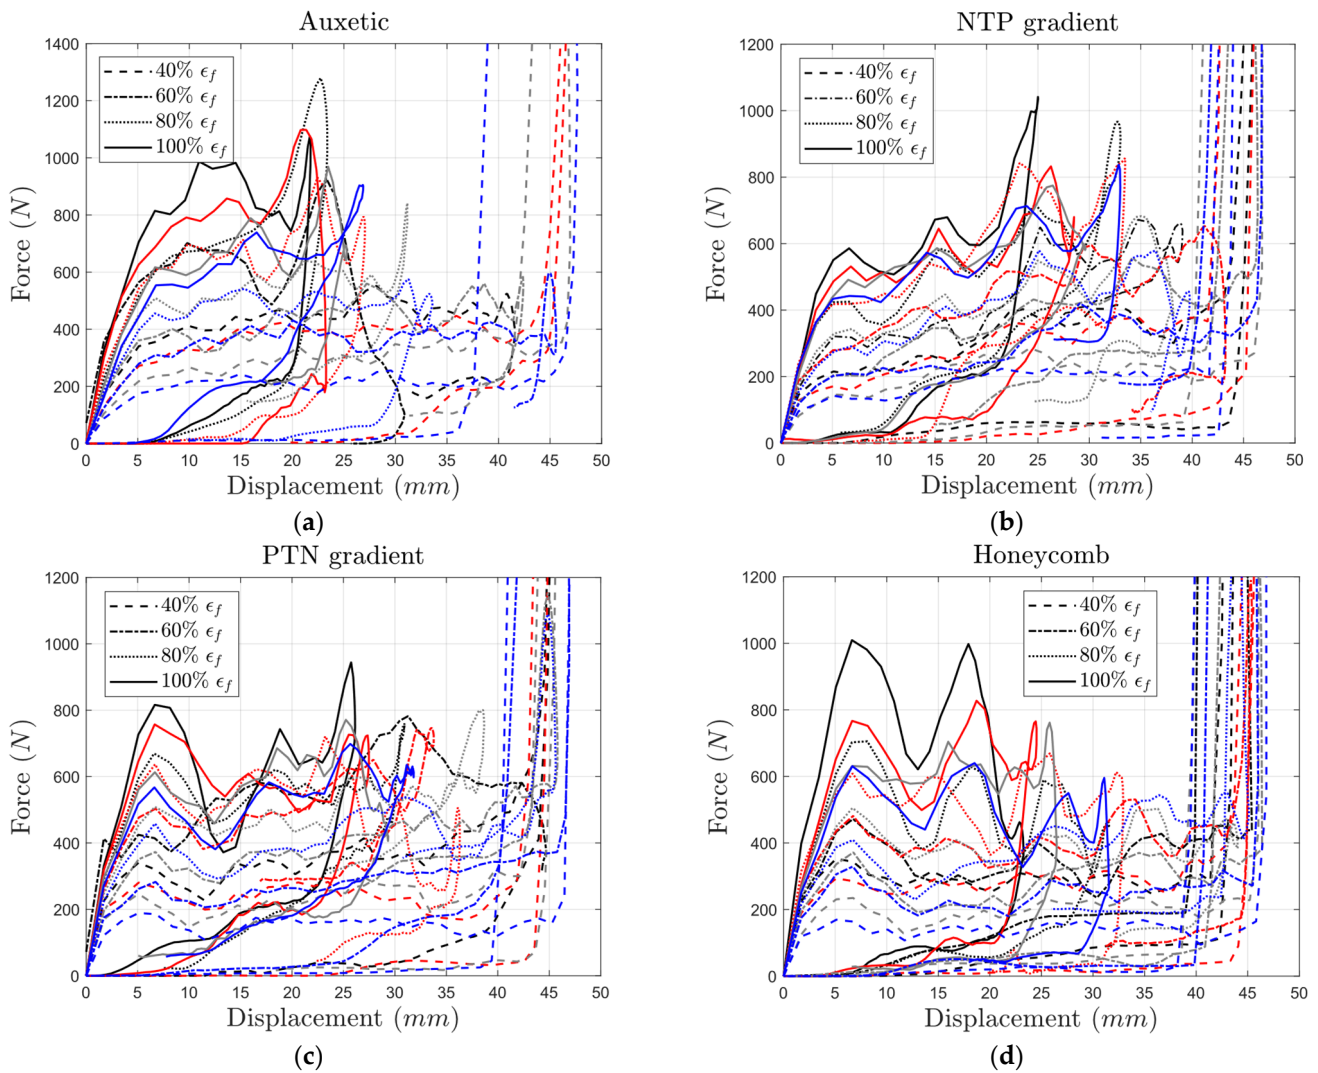 Auxetic
1400
1200
1000
800
600
400
200
0
Force (N)
40% ϵf
60% ϵf
80% ϵf
100% ϵf
0 5 10 15 20 25 30 35 40 45 50
Displacement (mm)
(a)
NTP gradient
1200
1000
800
600
400
200
0
Force (N)
40% ϵf
60% ϵf
80% ϵf
100% ϵf
0 5 10 15 20 25 30 35 40 45 50
Displacement (mm)
(b)
PTN gradient
1200
1000
800
600
400
200
0
Force (N)
40% ϵf
60% ϵf
80% ϵf
100% ϵf
0 5 10 15 20 25 30 35 40 45 50
Displacement (mm)
(c)
Honeycomb
1200
1000
800
600
400
200
0
Force (N)
40% ϵf
60% ϵf
80% ϵf
100% ϵf
0 5 10 15 20 25 30 35 40 45 50
Displacement (mm)
(d)